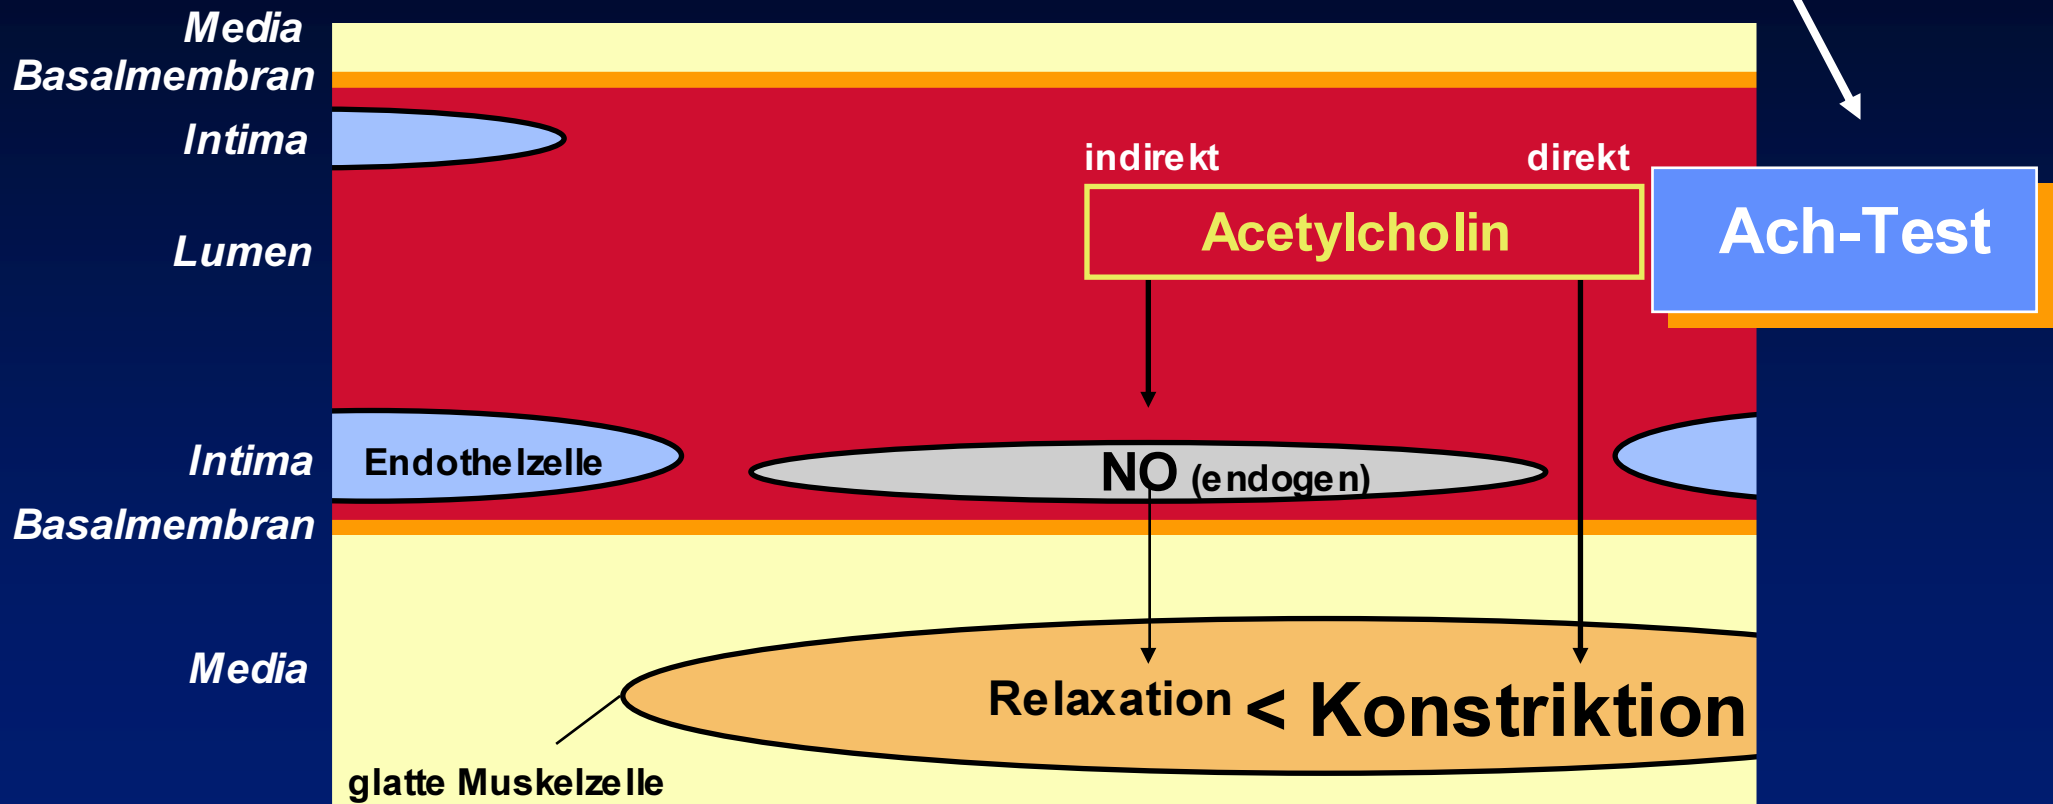 Media
Basalmembran
Intima
indirekt
direkt
Lumen
Acetylcholin
Ach-Test
Intima
Endothelzelle
NO (endogen)
Basalmembran
Media
Relaxation < Konstriktion
glatte Muskelzelle